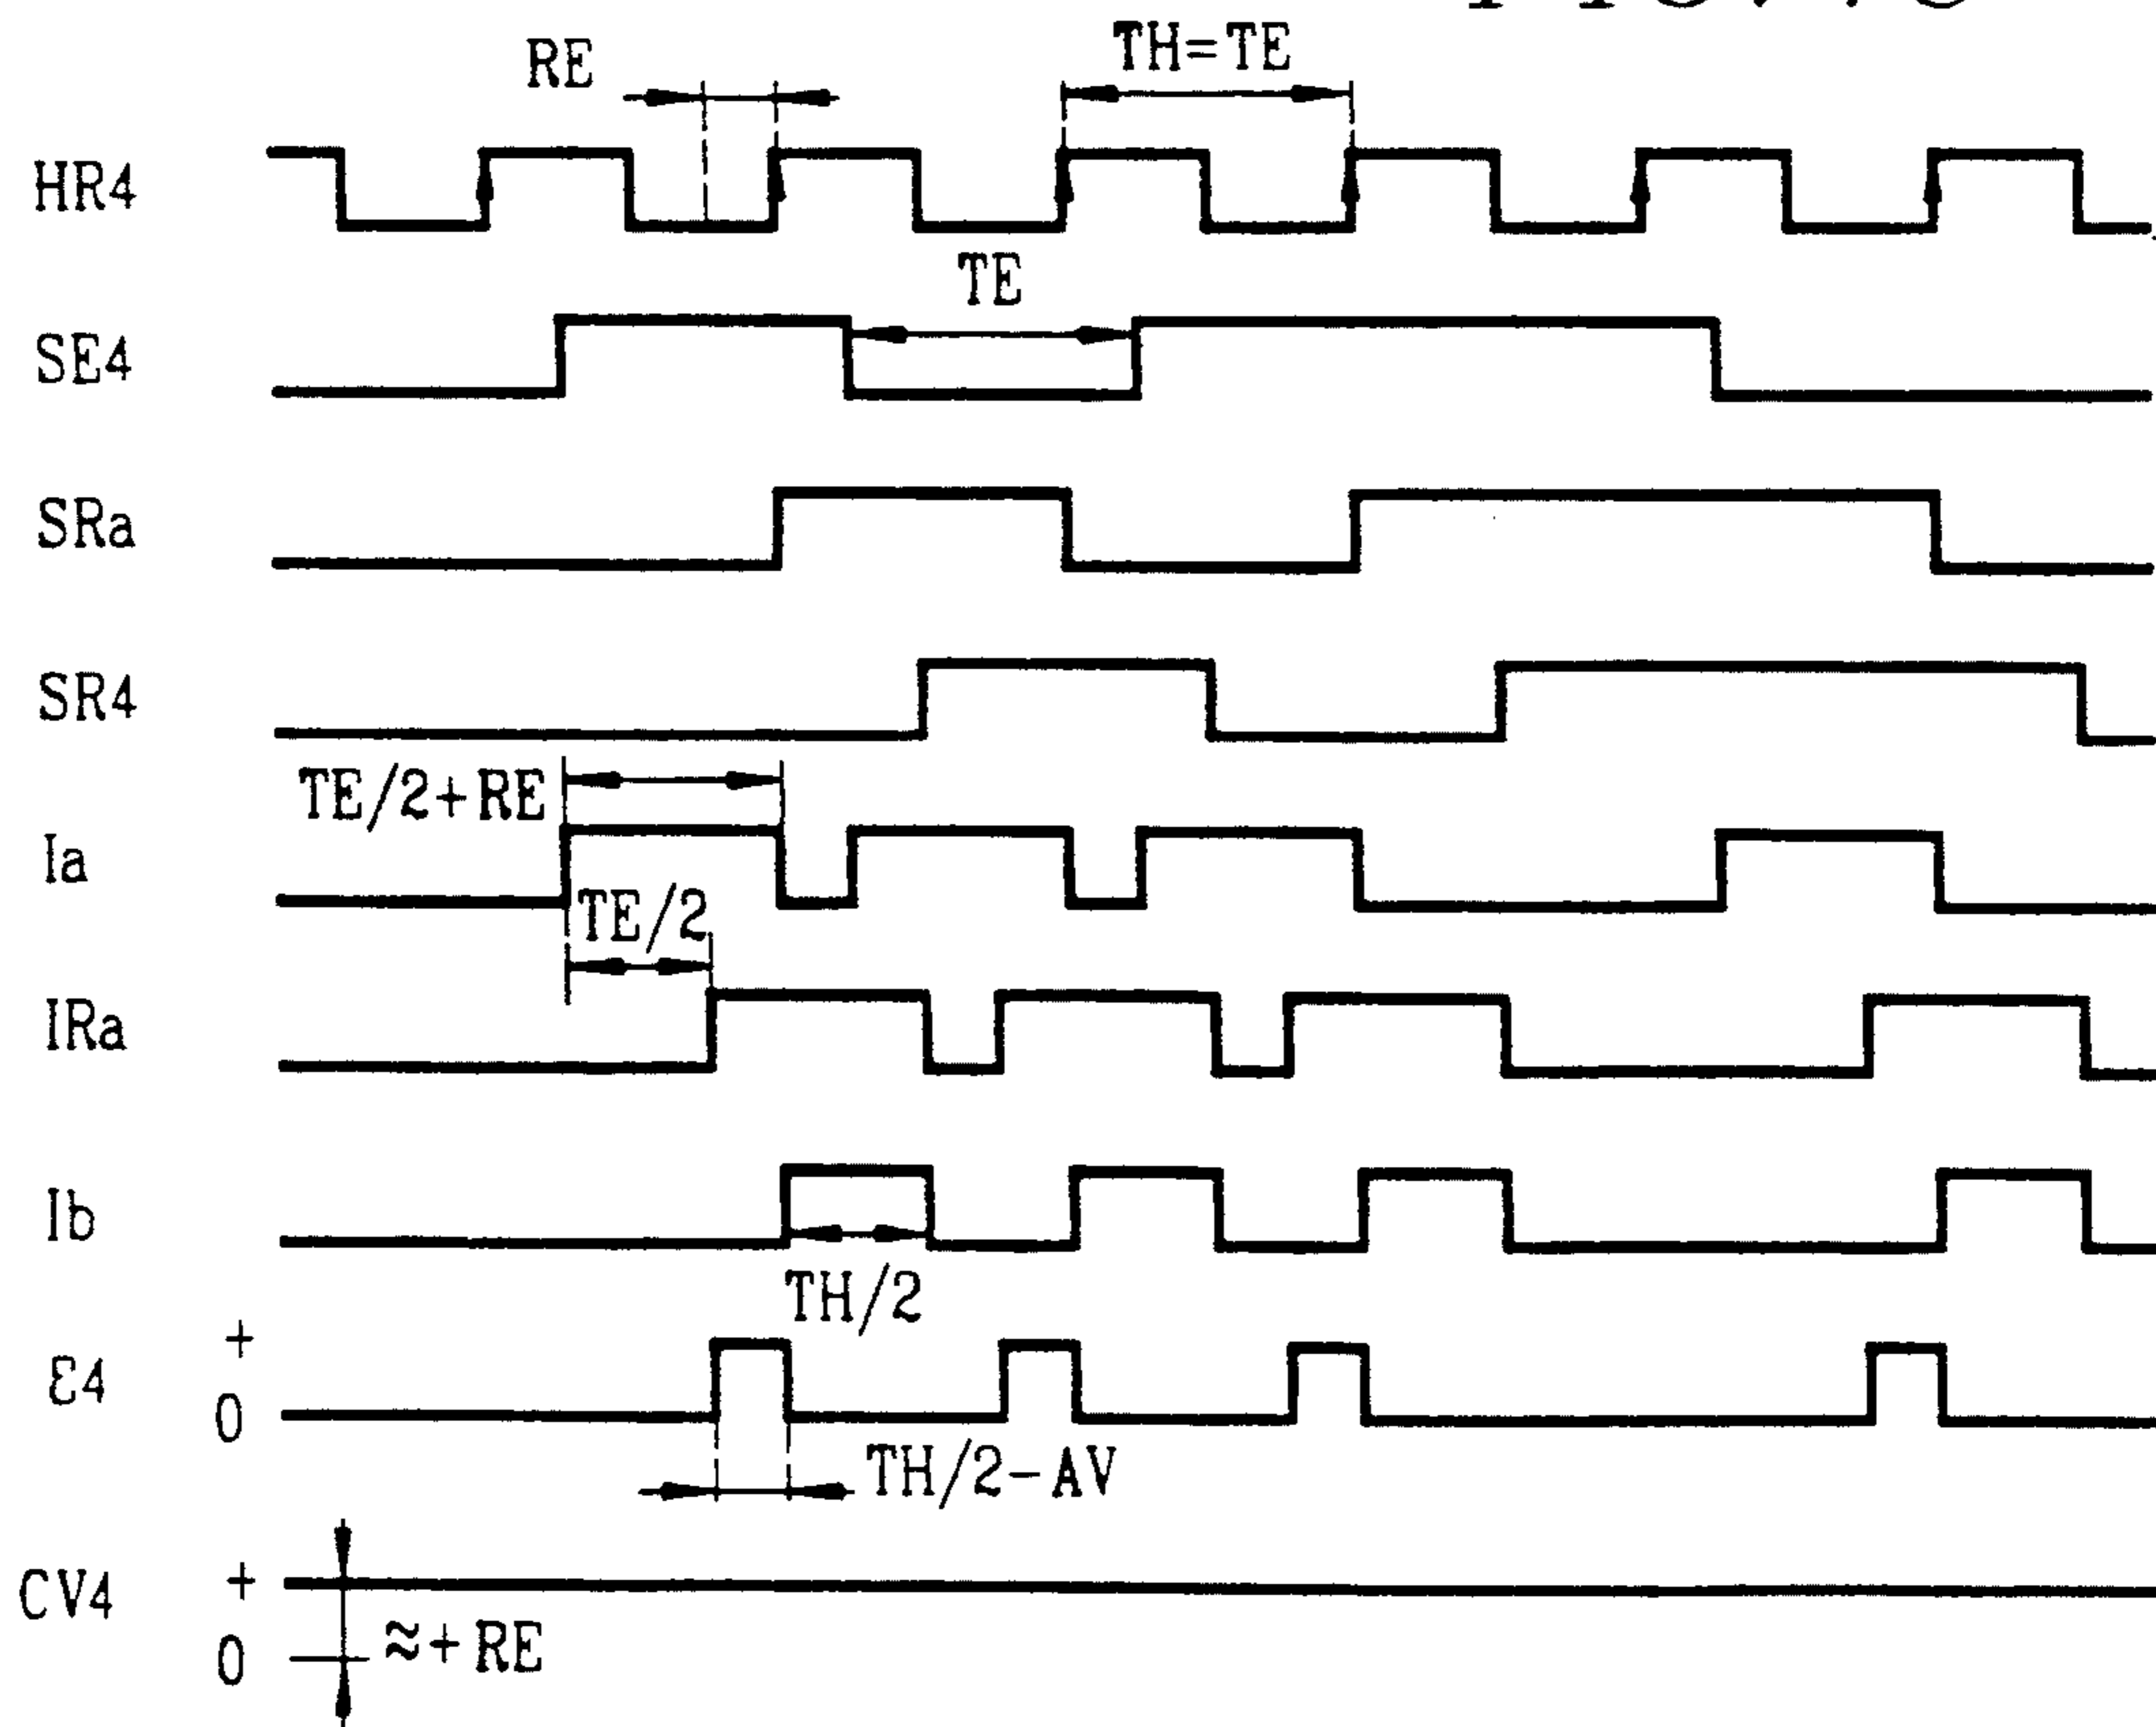 RE
TH=TE
HR4
TE
SE4
SRa
SR4
TE/2+RE
Ia
TE/2
IRa
Ib
TH/2
+
ε4
0
TH/2-AV
CV4
+
≈+RE
0